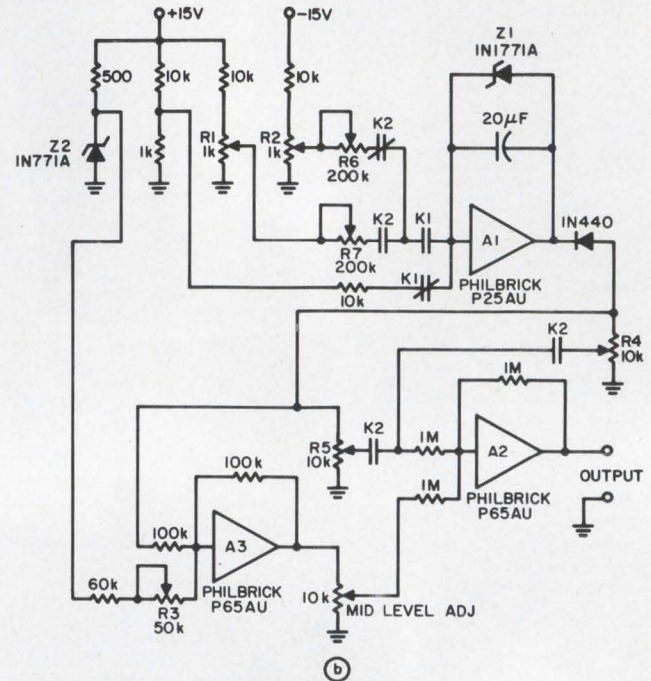 +15V
-15V
Z1
1N1771A
500
10k
10k
10k
K2
20µF
Z2
1N771A
1k
R1
1k
R2
1k
R6
200k
K2
K1
A1
1N440
R7
200k
PHILBRICK
P25AU
K1
10k
K2
R4
10k
1M
R5
10k
K2
1M
A2
1M
OUTPUT
100k
PHILBRICK
P65AU
100k
A3
60k
PHILBRICK
P65AU
R3
50k
10k
MID LEVEL ADJ
b